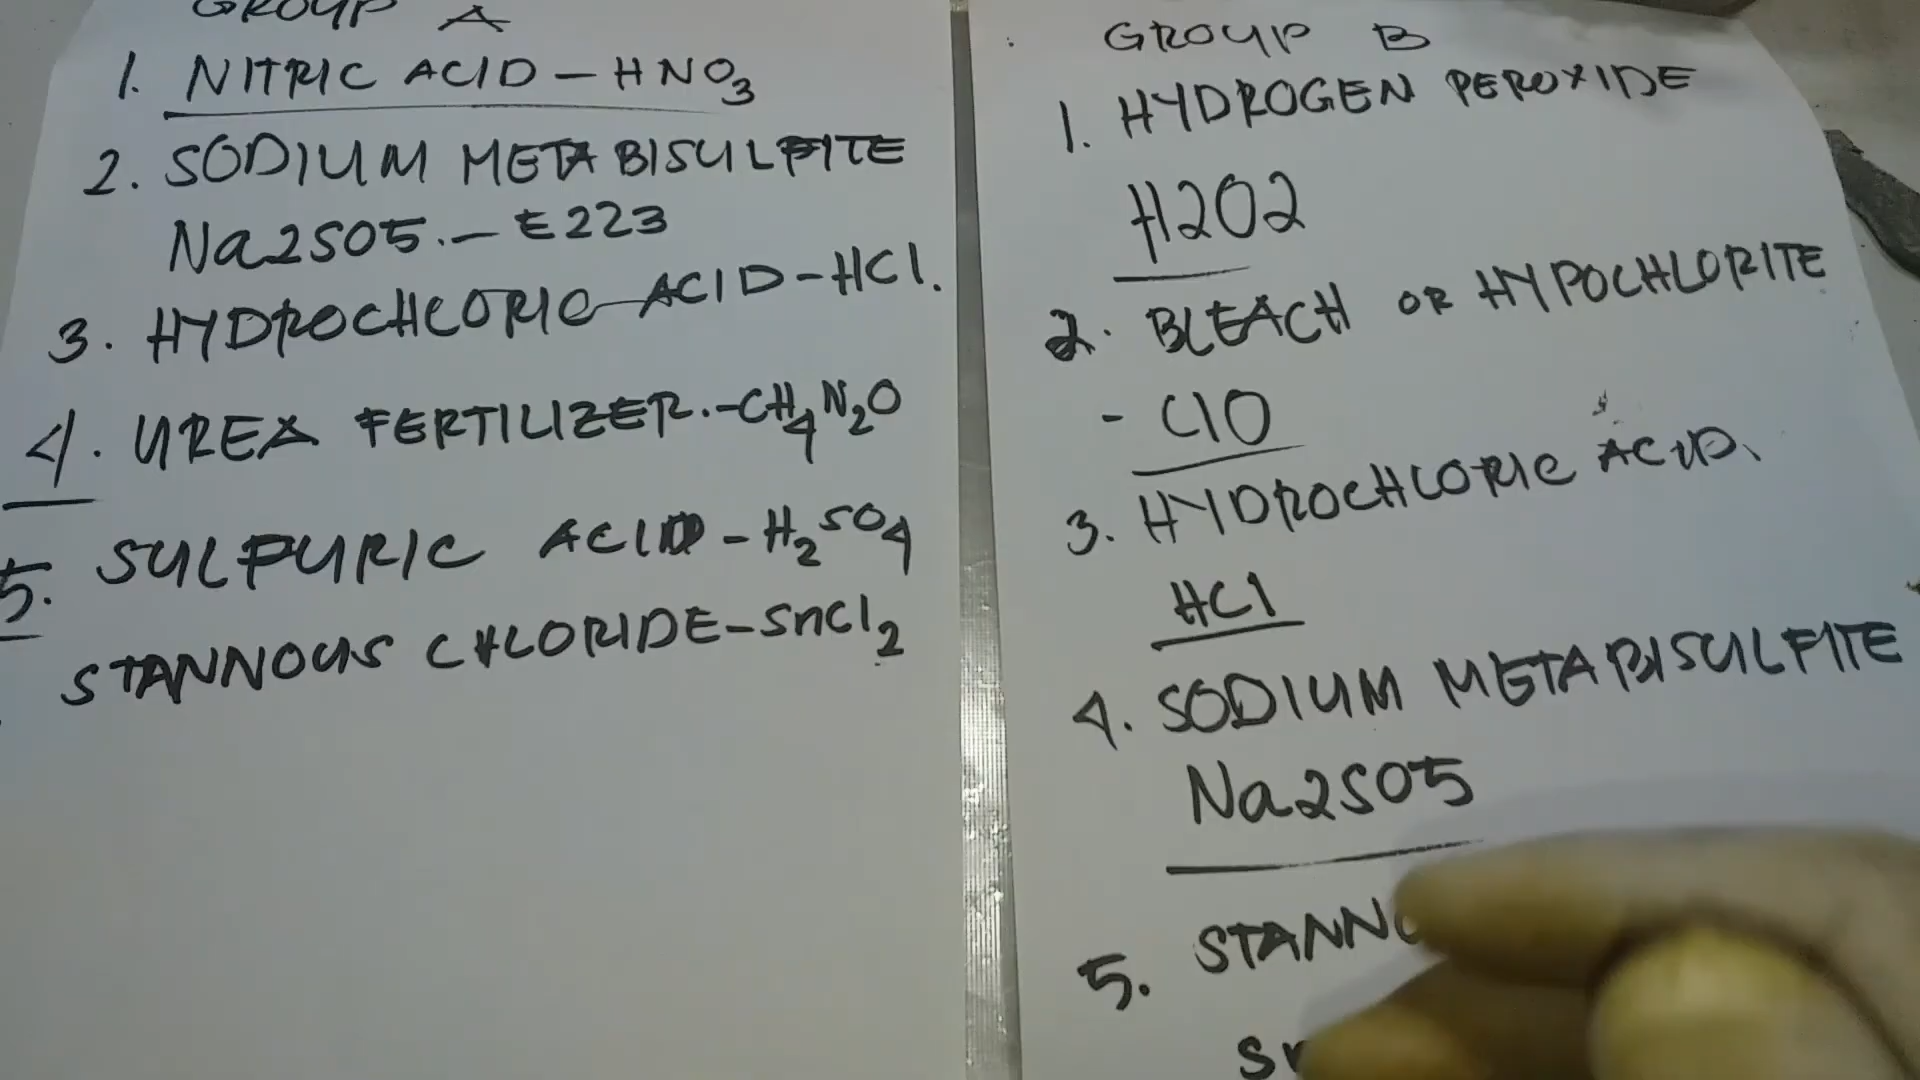 GROUP A
1. NITRIC ACID - HNO3
2. SODIUM METABISULFITE
Na2SO5. - E223
3. HYDROCHLORIC ACID - HCl.
4. UREA FERTILIZER. - CH4N2O
5. SULPURIC ACID - H2SO4
STANNOUS CHLORIDE - SnCl2
GROUP B
1. HYDROGEN PEROXIDE
H2O2
2. BLEACH OR HYPOCHLORITE
- ClO
3. HYDROCHLORIC ACID.
HCl
4. SODIUM METABISULFITE
Na2SO5
5.